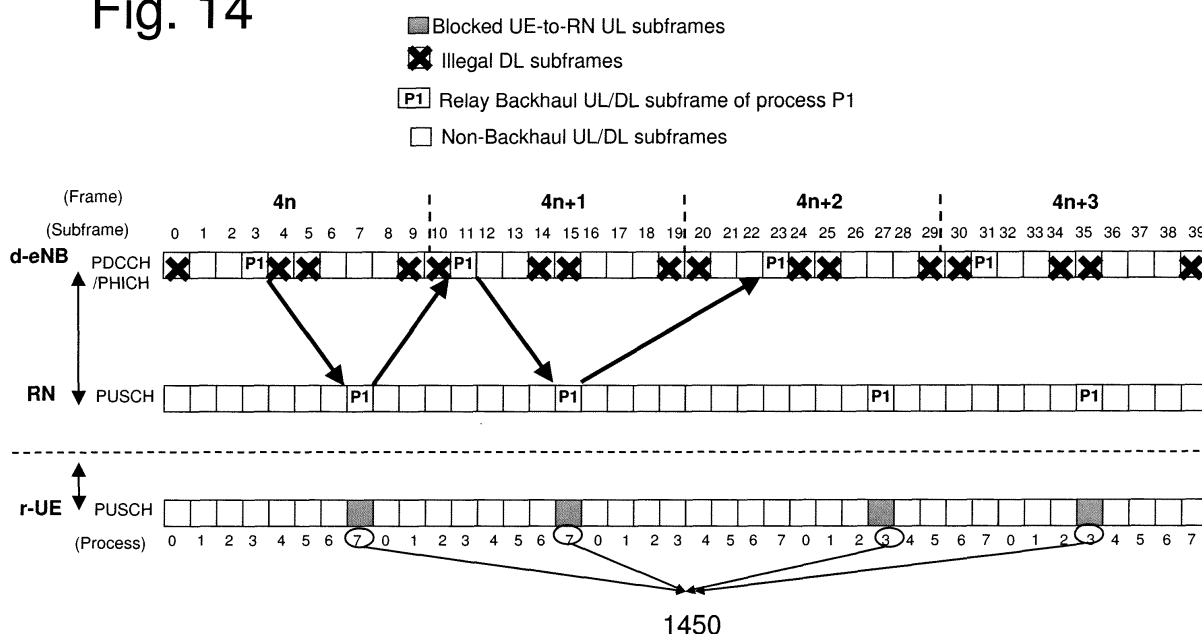 Fig. 14
Blocked UE-to-RN UL subframes
Illegal DL subframes
P1 Relay Backhaul UL/DL subframe of process P1
Non-Backhaul UL/DL subframes
(Frame) 4n 4n+1 4n+2 4n+3
(Subframe) 0 1 2 3 4 5 6 7 8 9 10 11 12 13 14 15 16 17 18 19 20 21 22 23 24 25 26 27 28 29 30 31 32 33 34 35 36 37 38 39
d-eNB PDCCH /PHICH P1 P1 P1 P1
RN PUSCH P1 P1 P1 P1
r-UE PUSCH
(Process) 0 1 2 3 4 5 6 7 0 1 2 3 4 5 6 7 0 1 2 3 4 5 6 7 0 1 2 3 4 5 6 7 0 1 2 3 4 5 6 7
1450